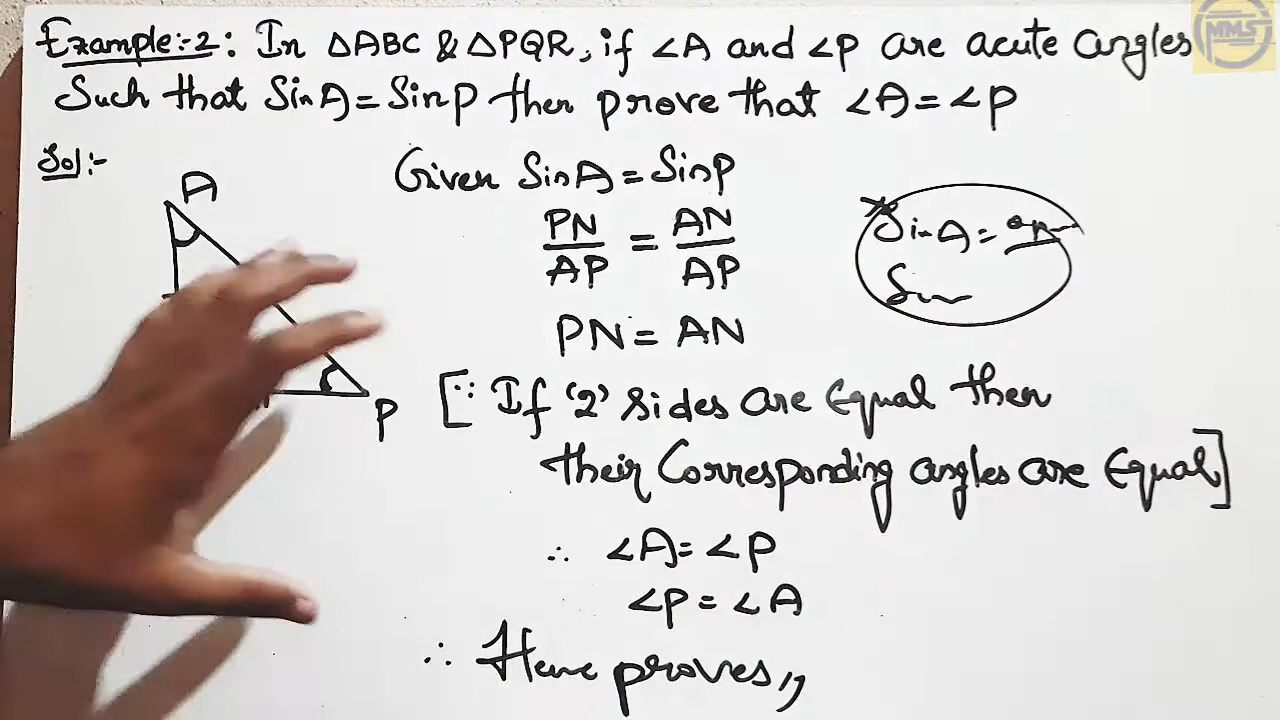 Example:-2: In △ABC & △PQR, if ∠A and ∠P are acute angles
Such that SinA = SinP then prove that ∠A = ∠P
Sol:-
A
P
Given SinA = SinP
PN/AP = AN/AP
PN = AN
[∵ If '2' sides are Equal then
their Corresponding angles are Equal]
∴ ∠A = ∠P
∠P = ∠A
∴ Hence proves,,
SinA =
MMS